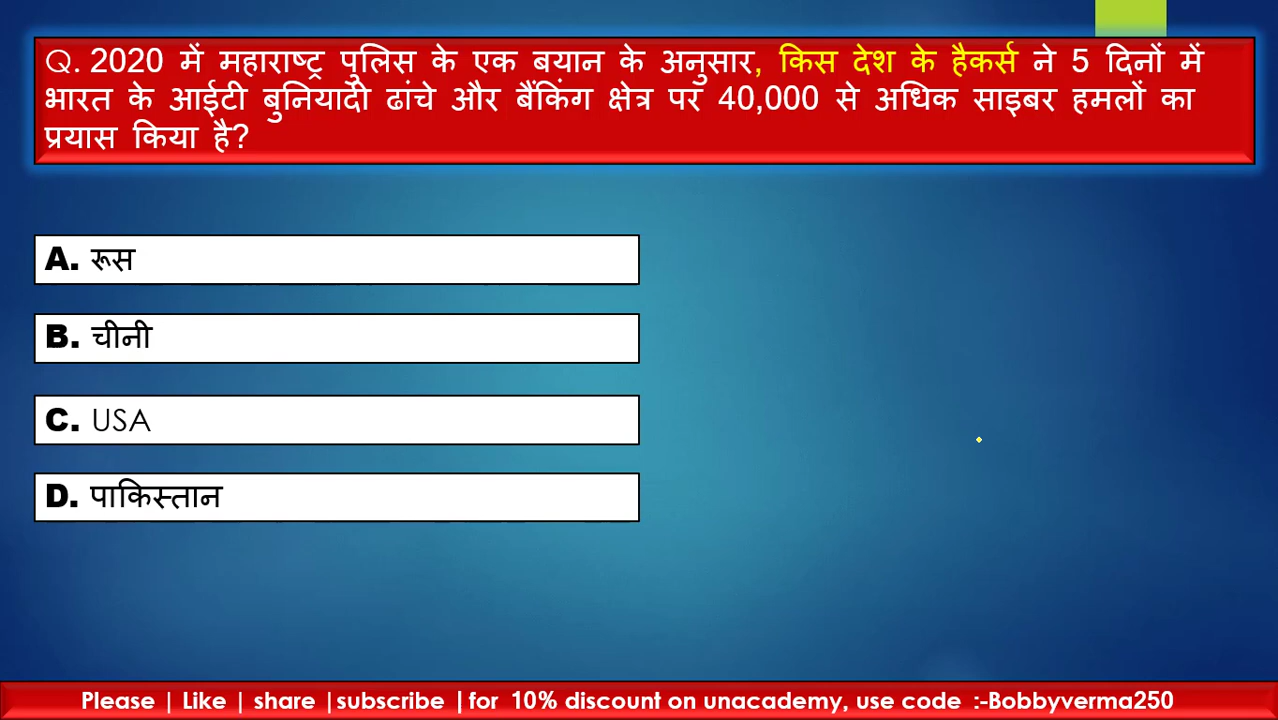 Q. 2020 में महाराष्ट्र पुलिस के एक बयान के अनुसार, किस देश के हैकर्स ने 5 दिनों में
भारत के आईटी बुनियादी ढांचे और बैंकिंग क्षेत्र पर 40,000 से अधिक साइबर हमलों का
प्रयास किया है?
A. रूस
B. चीनी
C. USA
D. पाकिस्तान
Please | Like | share |subscribe |for 10% discount on unacademy, use code :-Bobbyverma250